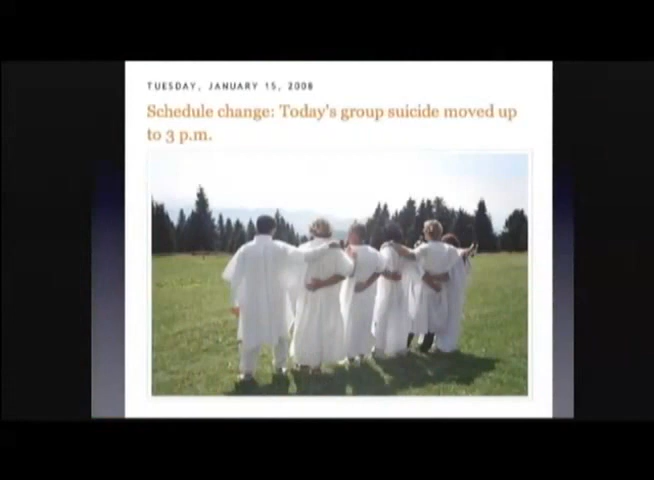 TUESDAY, JANUARY 15, 2008
Schedule change: Today's group suicide moved up
to 3 p.m.